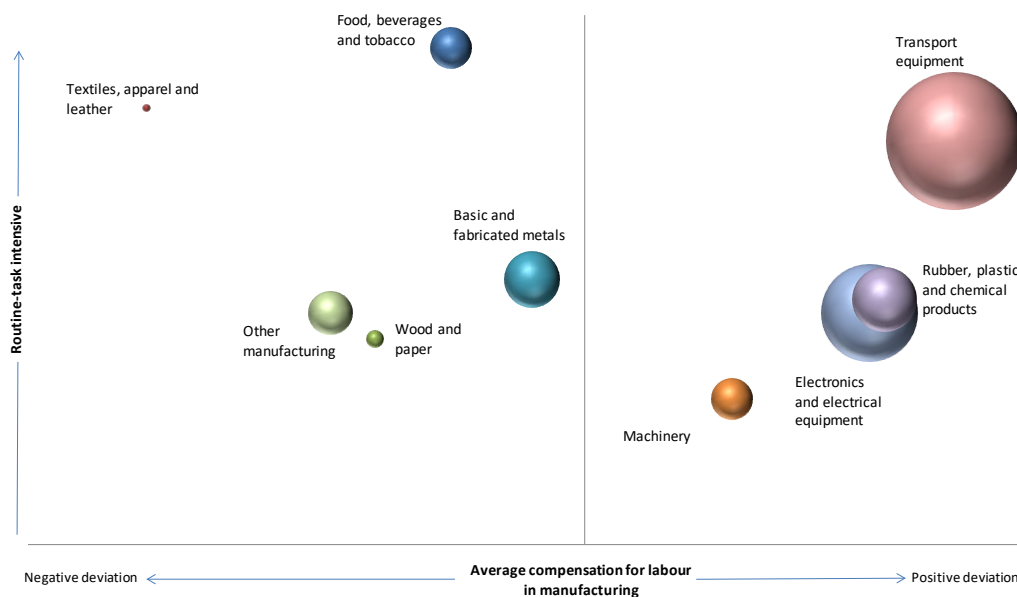 Food, beverages
and tobacco
Transport
equipment
Textiles, apparel and
leather
Basic and
fabricated metals
Rubber, plastic
and chemical
products
Other
manufacturing
Wood and
paper
Electronics
and electrical
equipment
Machinery
Routine-task intensive
Negative deviation
Average compensation for labour
in manufacturing
Positive deviation